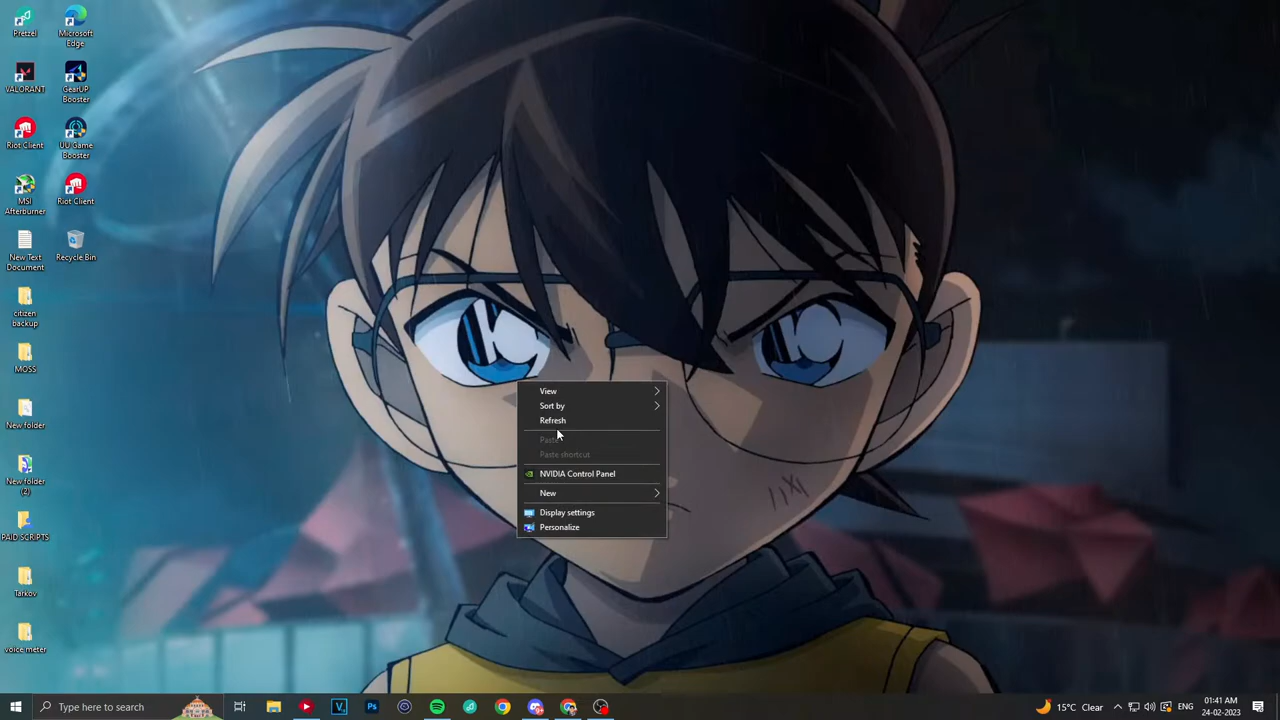 Pretzel
Microsoft
Edge
VALORANT
GearUP
Booster
Riot Client
UU Game
Booster
MSI
Afterburner
Riot Client
New Text
Document
Recycle Bin
citizen
backup
MOSS
New folder
New folder
(2)
PAID SCRIPTS
Tarkov
voice meter
View
Sort by
Refresh
Paste
Paste shortcut
NVIDIA Control Panel
New
Display settings
Personalize
Type here to search
15°C Clear
ENG
01:41 AM
24-02-2023